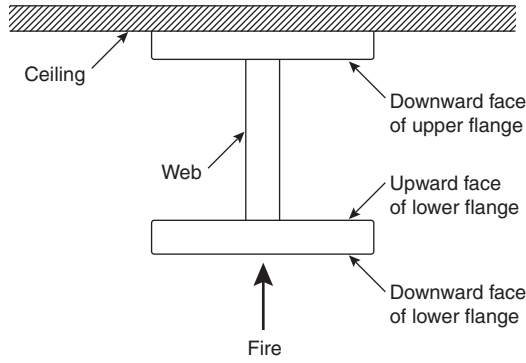 Ceiling
Downward face
of upper flange
Web
Upward face
of lower flange
Downward face
of lower flange
Fire